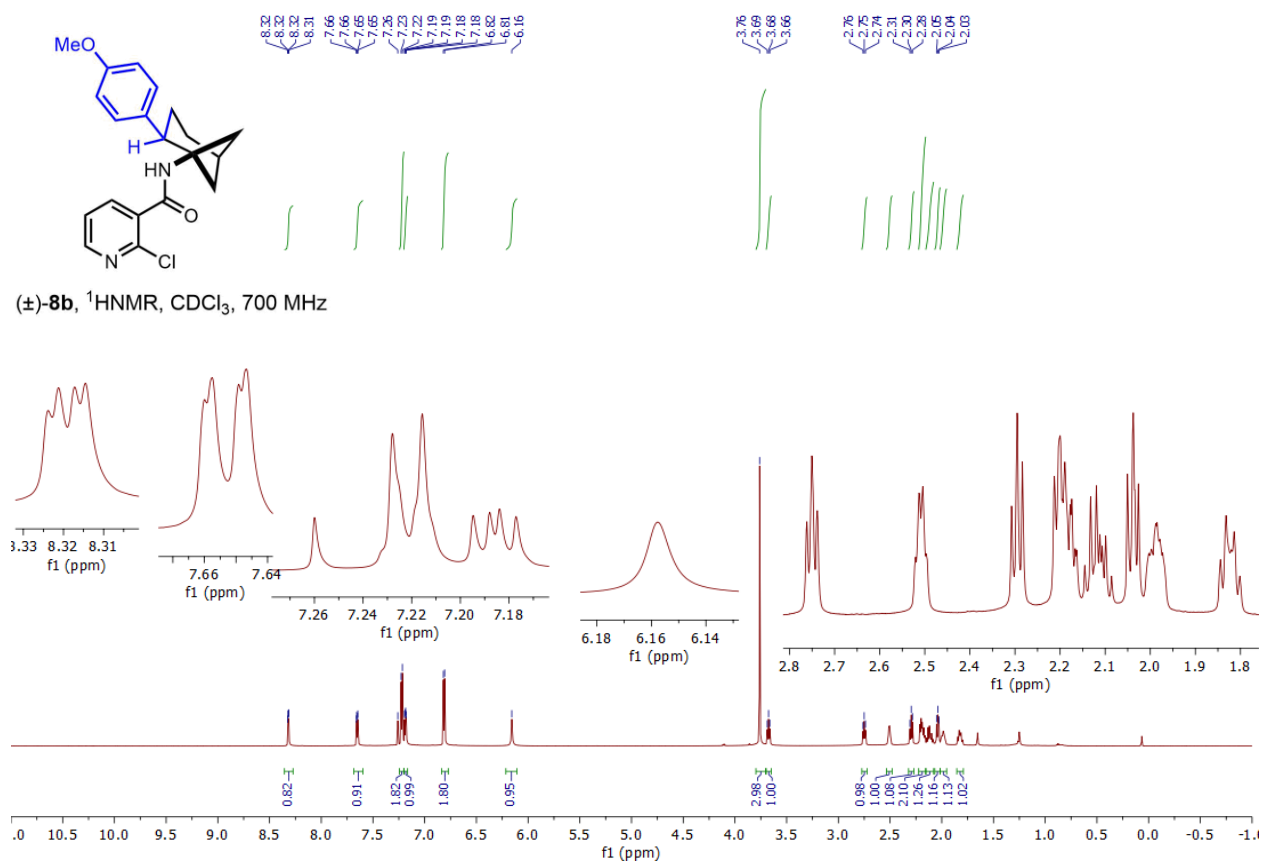 8.32 8.32 8.32 8.31 7.66 7.66 7.65 7.65 7.26 7.23 7.22 7.19 7.19 7.18 7.18 6.82 6.81 6.16
3.76 3.69 3.68 3.66 2.76 2.75 2.74 2.31 2.30 2.28 2.05 2.04 2.03
MeO
H
HN
O
N
Cl
(±)-8b, ¹HNMR, CDCl₃, 700 MHz
3.33 8.32 8.31
f1 (ppm)
7.66 7.64
f1 (ppm)
7.26 7.24 7.22 7.20 7.18
f1 (ppm)
6.18 6.16 6.14
f1 (ppm)
2.8 2.7 2.6 2.5 2.4 2.3 2.2 2.1 2.0 1.9 1.8
f1 (ppm)
0.82 0.91 1.82 0.99 1.80 0.95 2.98 1.00 0.98 1.00 1.08 2.10 1.26 1.16 1.13 1.02
.0 10.5 10.0 9.5 9.0 8.5 8.0 7.5 7.0 6.5 6.0 5.5 5.0 4.5 4.0 3.5 3.0 2.5 2.0 1.5 1.0 0.5 0.0 -0.5 -1.0
f1 (ppm)